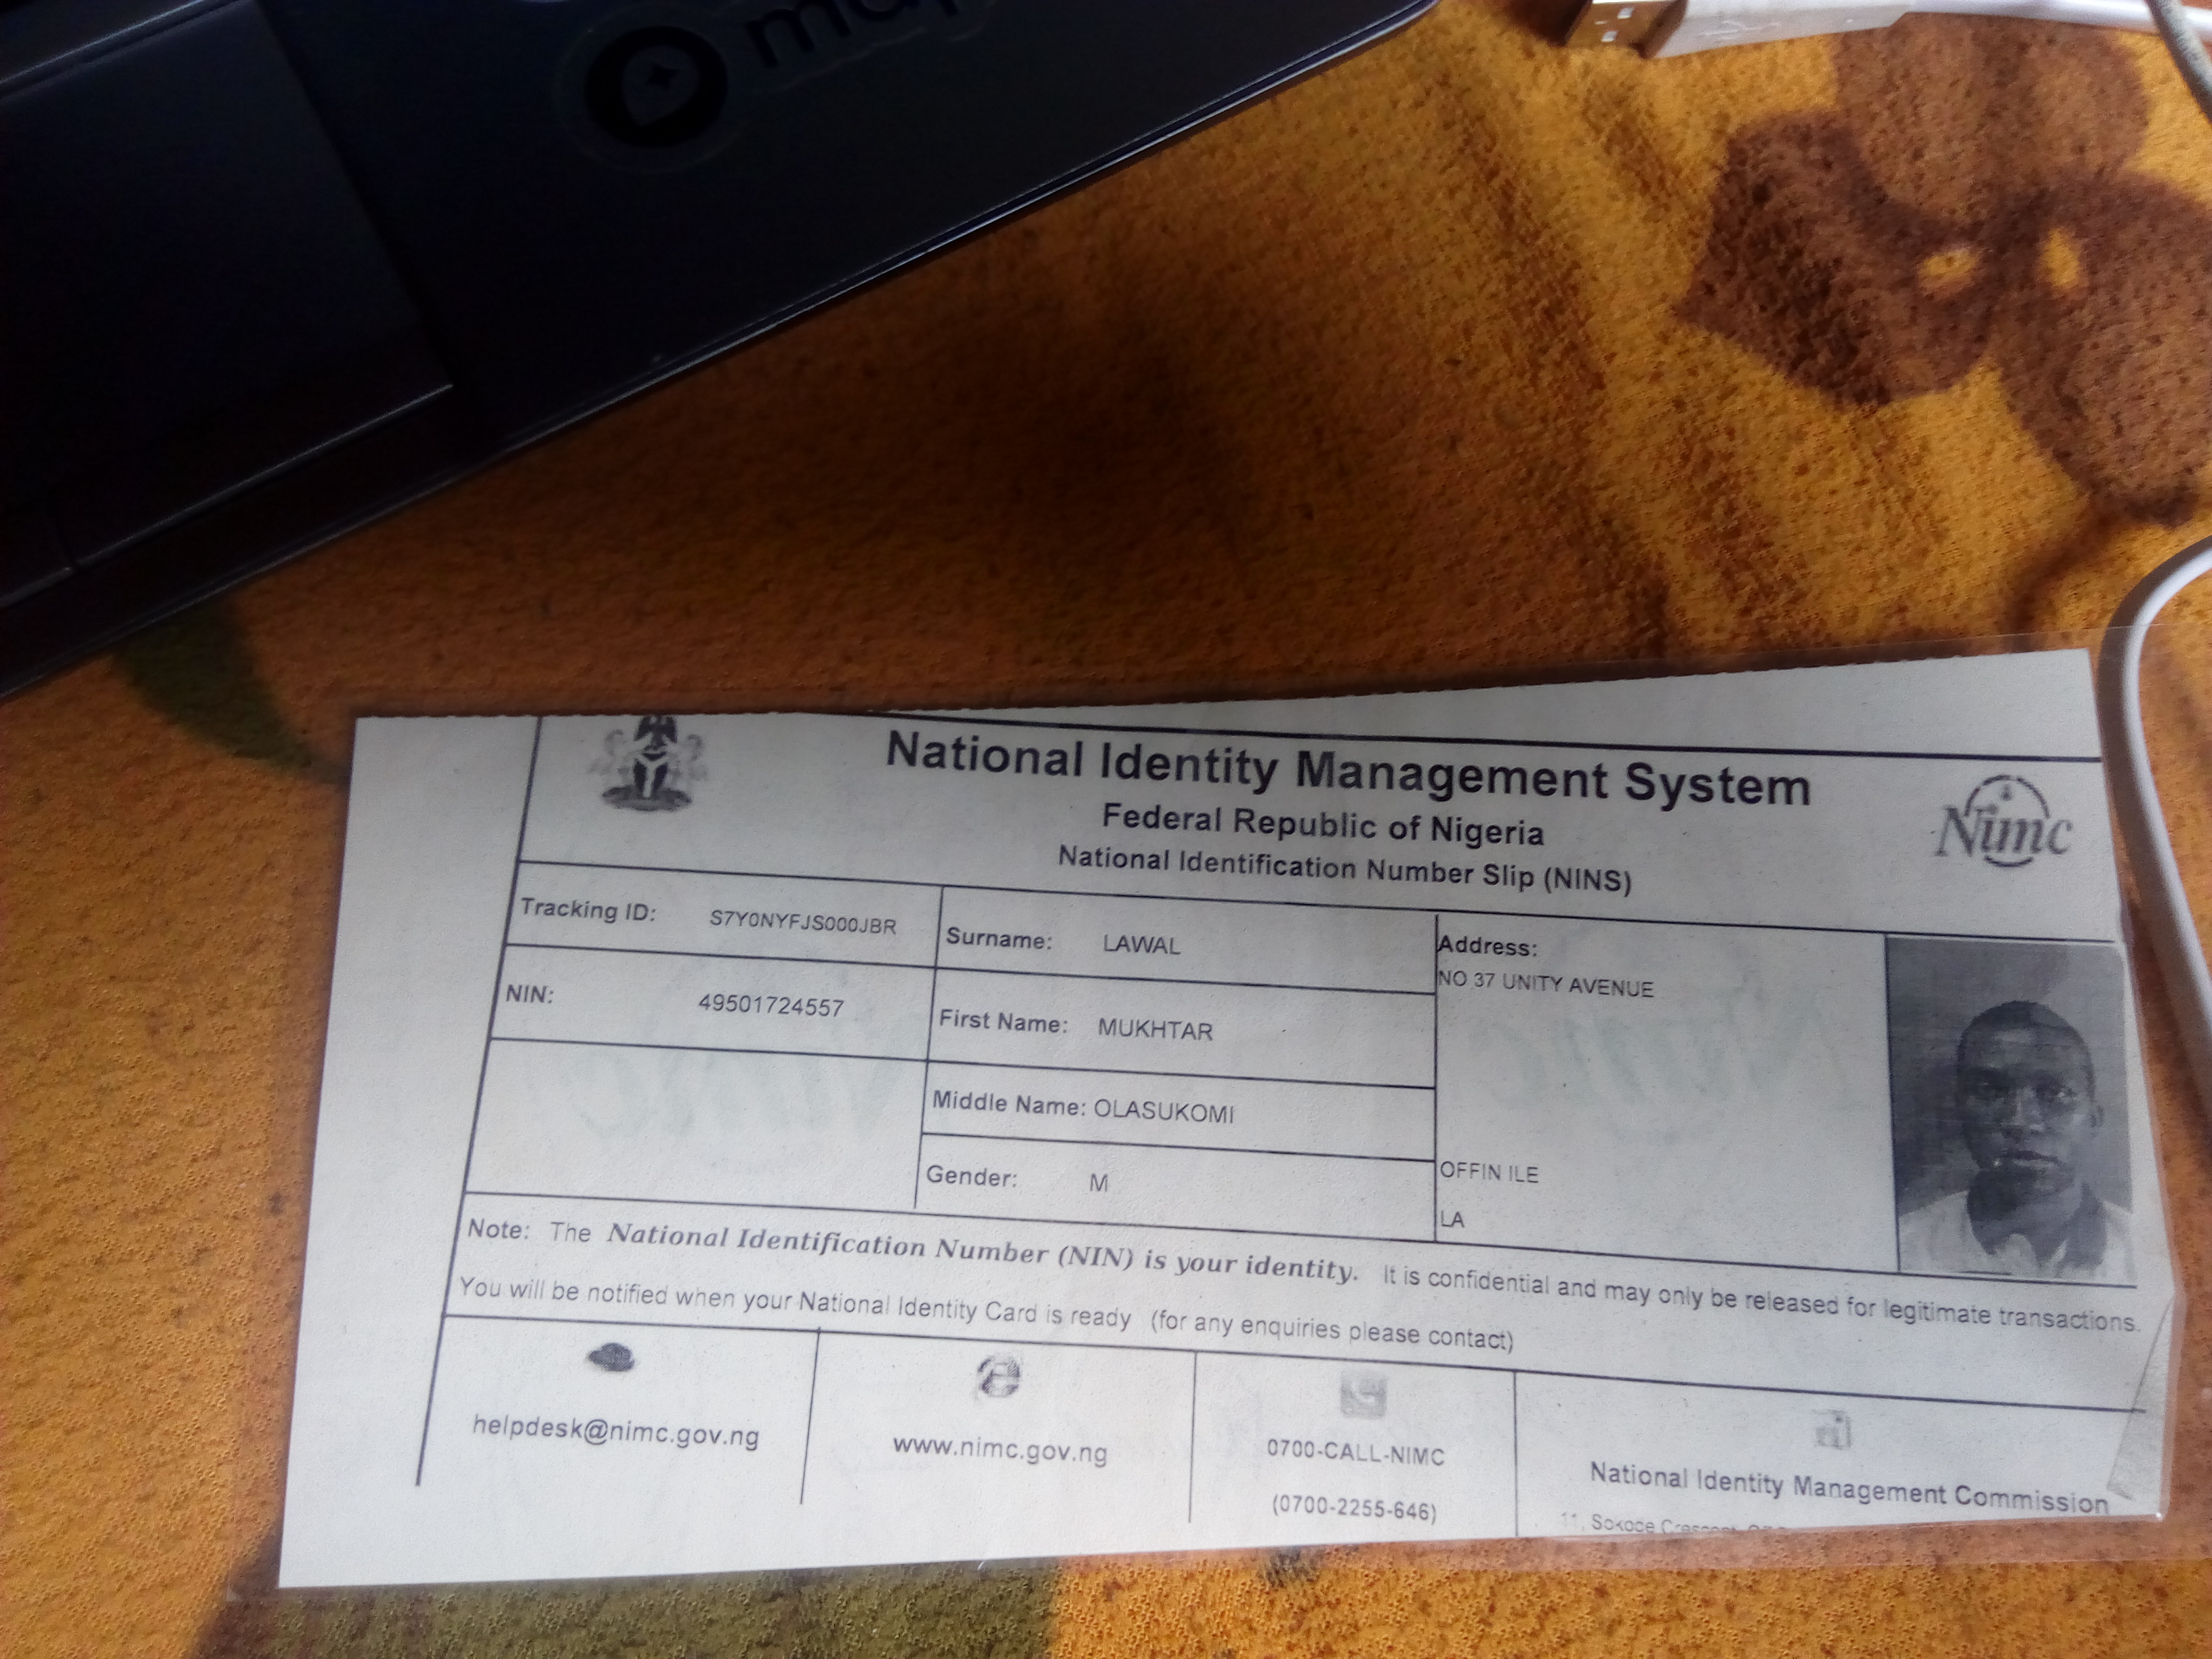 National Identity Management System
Federal Republic of Nigeria
National Identification Number Slip (NINS)
Nimc
Tracking ID: S7Y0NYFJS000JBR
NIN: 49501724557
Surname: LAWAL
First Name: MUKHTAR
Middle Name: OLASUKOMI
Gender: M
Address:
NO 37 UNITY AVENUE
OFFIN ILE
LA
Note: The National Identification Number (NIN) is your identity. It is confidential and may only be released for legitimate transactions.
You will be notified when your National Identity Card is ready (for any enquiries please contact)
helpdesk@nimc.gov.ng
www.nimc.gov.ng
0700-CALL-NIMC
(0700-2255-646)
National Identity Management Commission
11, Sokode Crescent,